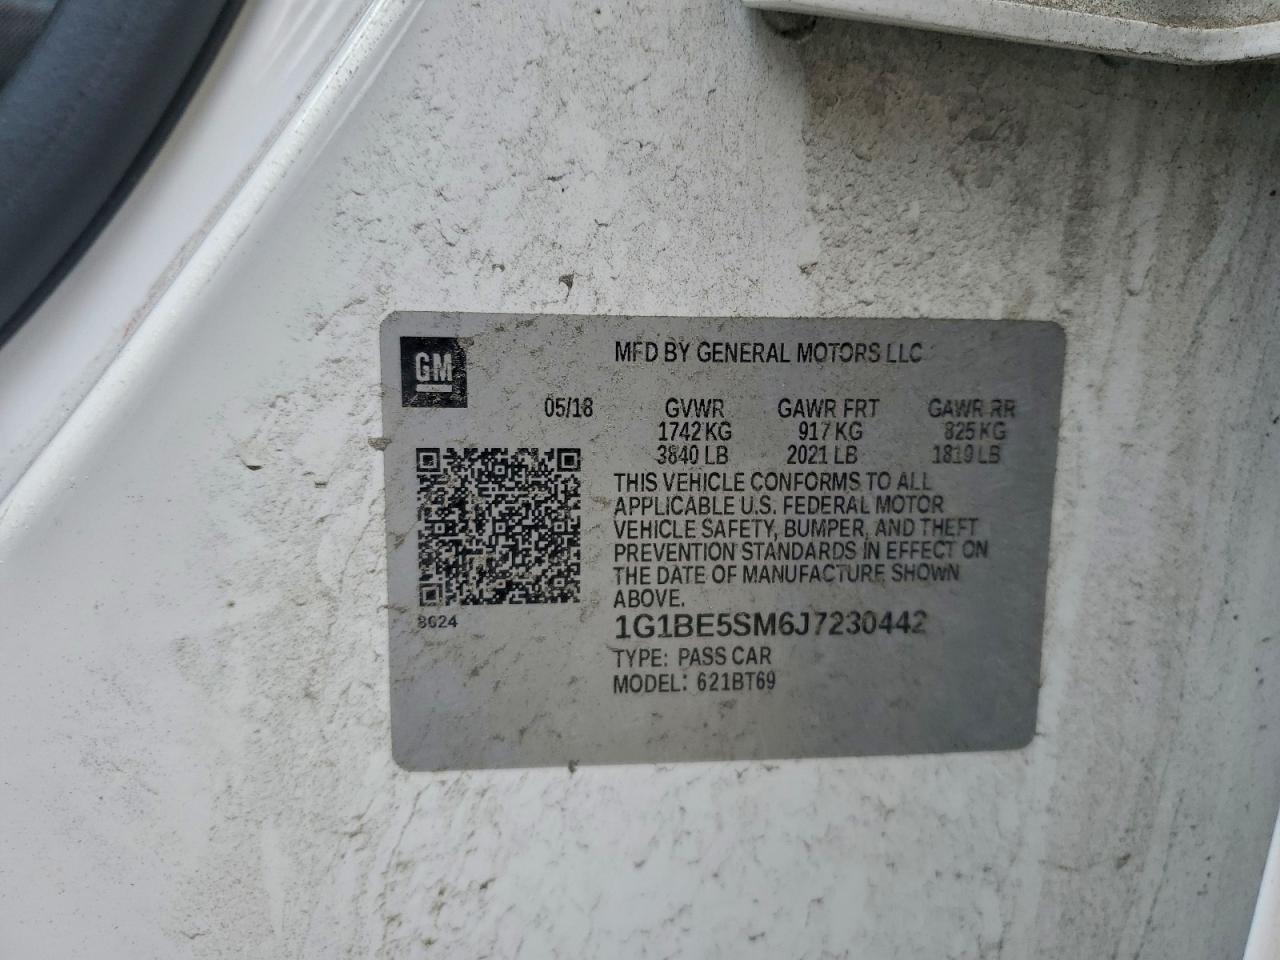 GM
MFD BY GENERAL MOTORS LLC
05/18 GVWR GAWR FRT GAWR RR
1742 KG 917 KG 825 KG
3840 LB 2021 LB 1819 LB
THIS VEHICLE CONFORMS TO ALL
APPLICABLE U.S. FEDERAL MOTOR
VEHICLE SAFETY, BUMPER, AND THEFT
PREVENTION STANDARDS IN EFFECT ON
THE DATE OF MANUFACTURE SHOWN
ABOVE.
8624
1G1BE5SM6J7230442
TYPE: PASS CAR
MODEL: 621BT69